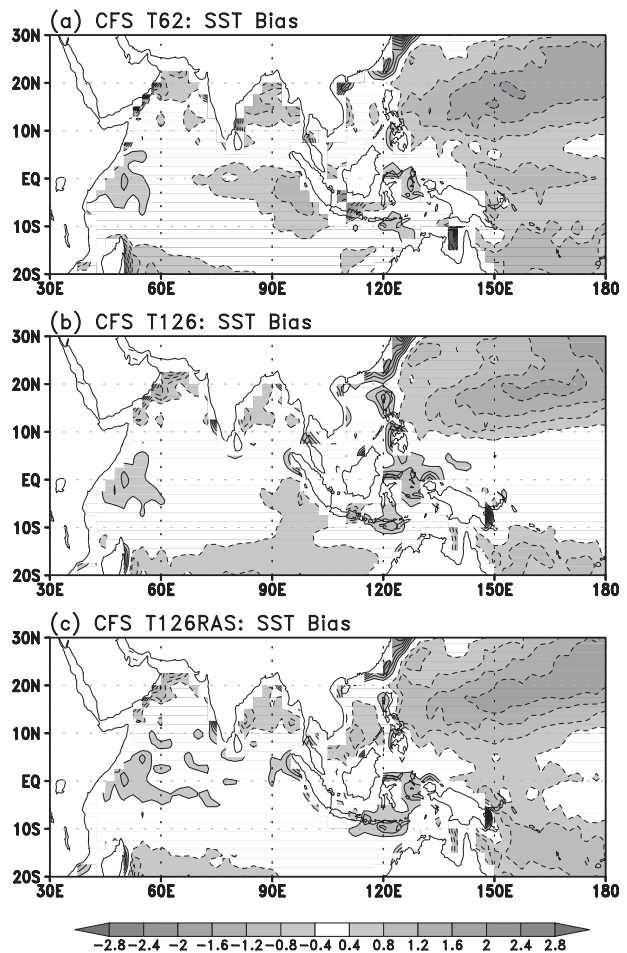 (a) CFS T62: SST Bias
30N
20N
10N
EQ
10S
20S
30E 60E 90E 120E 150E 180
(b) CFS T126: SST Bias
30N
20N
10N
EQ
10S
20S
30E 60E 90E 120E 150E 180
(c) CFS T126RAS: SST Bias
30N
20N
10N
EQ
10S
20S
30E 60E 90E 120E 150E 180
-2.8 -2.4 -2 -1.6 -1.2 -0.8 -0.4 0.4 0.8 1.2 1.6 2 2.4 2.8